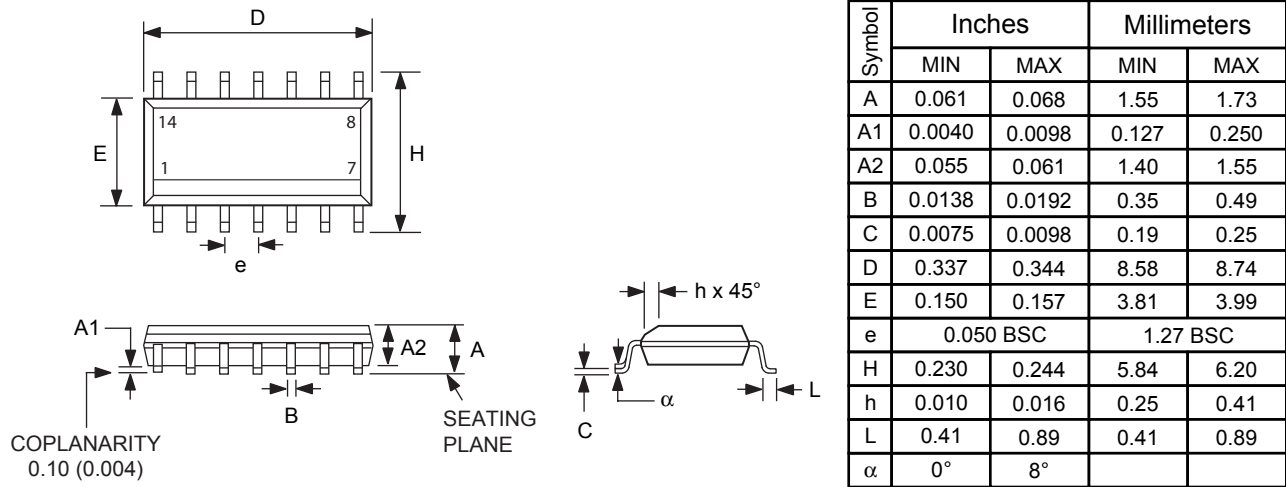 D
14 8
E H
1 7
e
h x 45°
A1
A2 A
B
α
L
C
SEATING
PLANE
COPLANARITY
0.10 (0.004)
Symbol Inches Millimeters
MIN MAX MIN MAX
A 0.061 0.068 1.55 1.73
A1 0.0040 0.0098 0.127 0.250
A2 0.055 0.061 1.40 1.55
B 0.0138 0.0192 0.35 0.49
C 0.0075 0.0098 0.19 0.25
D 0.337 0.344 8.58 8.74
E 0.150 0.157 3.81 3.99
e 0.050 BSC 1.27 BSC
H 0.230 0.244 5.84 6.20
h 0.010 0.016 0.25 0.41
L 0.41 0.89 0.41 0.89
α 0° 8°